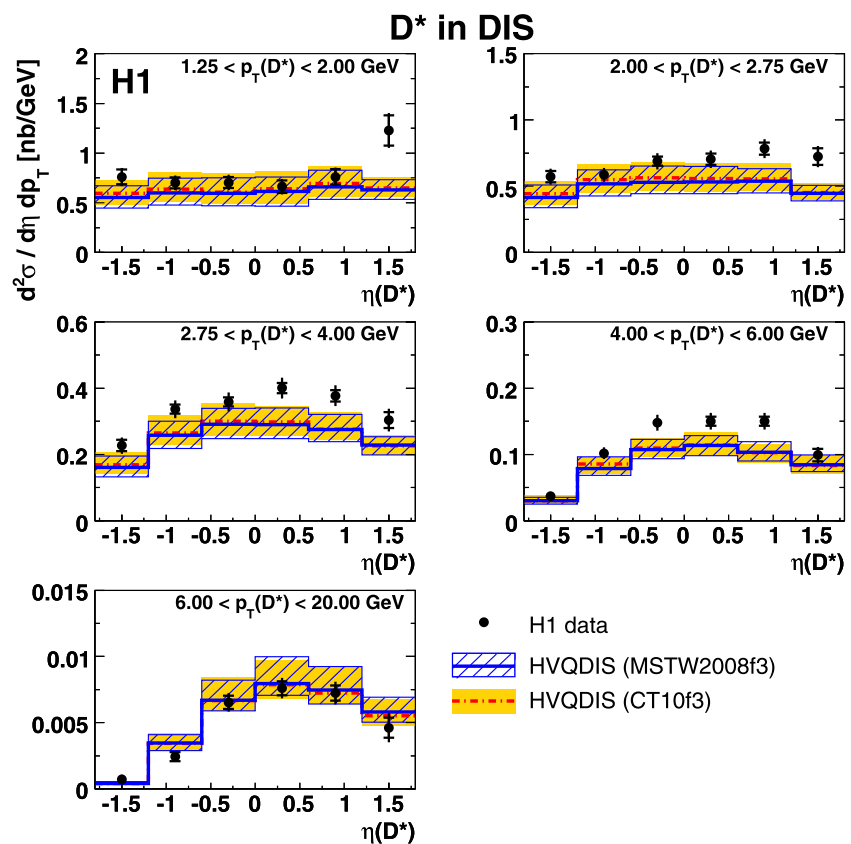 D* in DIS
d²σ / dη dp_T [nb/GeV]
H1
1.25 < p_T(D*) < 2.00 GeV
2
1.5
1
0.5
0
-1.5 -1 -0.5 0 0.5 1 1.5
η(D*)
2.00 < p_T(D*) < 2.75 GeV
1.5
1
0.5
0
-1.5 -1 -0.5 0 0.5 1 1.5
η(D*)
2.75 < p_T(D*) < 4.00 GeV
0.6
0.4
0.2
0
-1.5 -1 -0.5 0 0.5 1 1.5
η(D*)
4.00 < p_T(D*) < 6.00 GeV
0.3
0.2
0.1
0
-1.5 -1 -0.5 0 0.5 1 1.5
η(D*)
6.00 < p_T(D*) < 20.00 GeV
0.015
0.01
0.005
0
-1.5 -1 -0.5 0 0.5 1 1.5
η(D*)
H1 data
HVQDIS (MSTW2008f3)
HVQDIS (CT10f3)